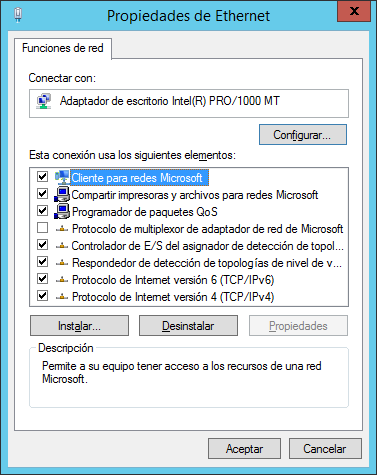 Propiedades de Ethernet
x
Funciones de red
Conectar con:
Adaptador de escritorio Intel(R) PRO/1000 MT
Configurar...
Esta conexión usa los siguientes elementos:
Cliente para redes Microsoft
Compartir impresoras y archivos para redes Microsoft
Programador de paquetes QoS
Protocolo de multiplexor de adaptador de red de Microsoft
Controlador de E/S del asignador de detección de topol...
Respondedor de detección de topologías de nivel de v...
Protocolo de Internet versión 6 (TCP/IPv6)
Protocolo de Internet versión 4 (TCP/IPv4)
Instalar...
Desinstalar
Propiedades
Descripción
Permite a su equipo tener acceso a los recursos de una red
Microsoft.
Aceptar
Cancelar